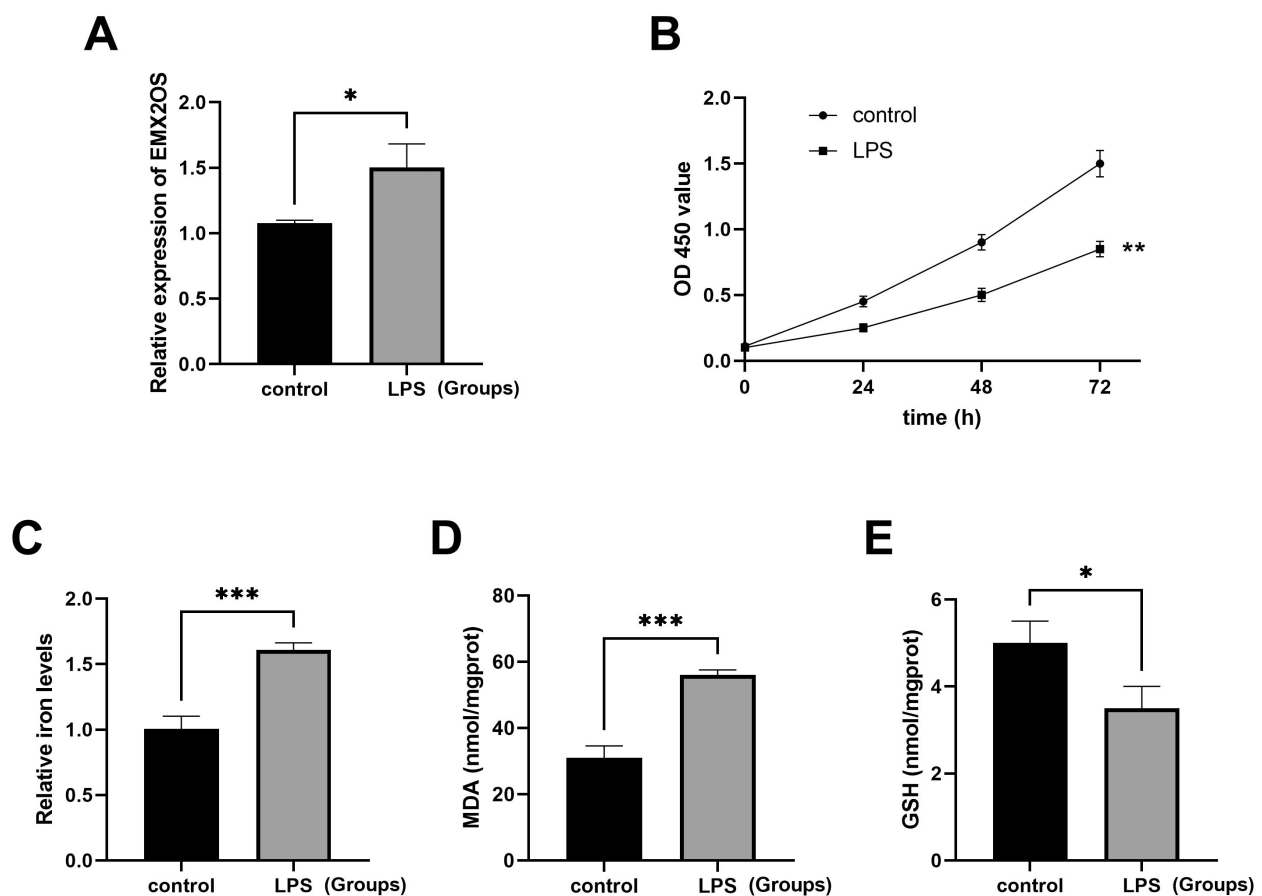 A
Relative expression of EMX2OS
2.0
1.5
1.0
0.5
0.0
*
control
LPS (Groups)
B
OD 450 value
2.0
1.5
1.0
0.5
0.0
control
LPS
**
0
24
48
72
time (h)
C
Relative iron levels
2.0
1.5
1.0
0.5
0.0
***
control
LPS (Groups)
D
MDA (nmol/mgprot)
80
60
40
20
0
***
control
LPS (Groups)
E
GSH (nmol/mgprot)
6
4
2
0
*
control
LPS (Groups)